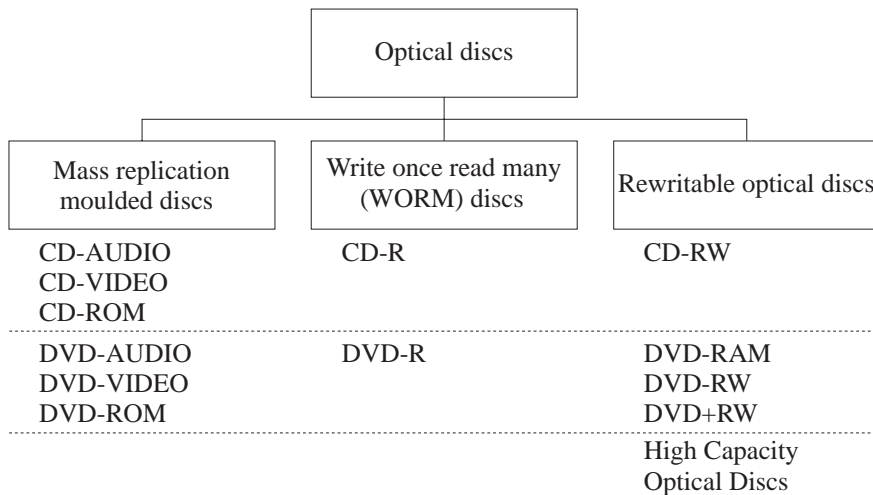 Optical discs
Mass replication
moulded discs
Write once read many
(WORM) discs
Rewritable optical discs
CD-AUDIO
CD-VIDEO
CD-ROM
CD-R
CD-RW
DVD-AUDIO
DVD-VIDEO
DVD-ROM
DVD-R
DVD-RAM
DVD-RW
DVD+RW
High Capacity
Optical Discs